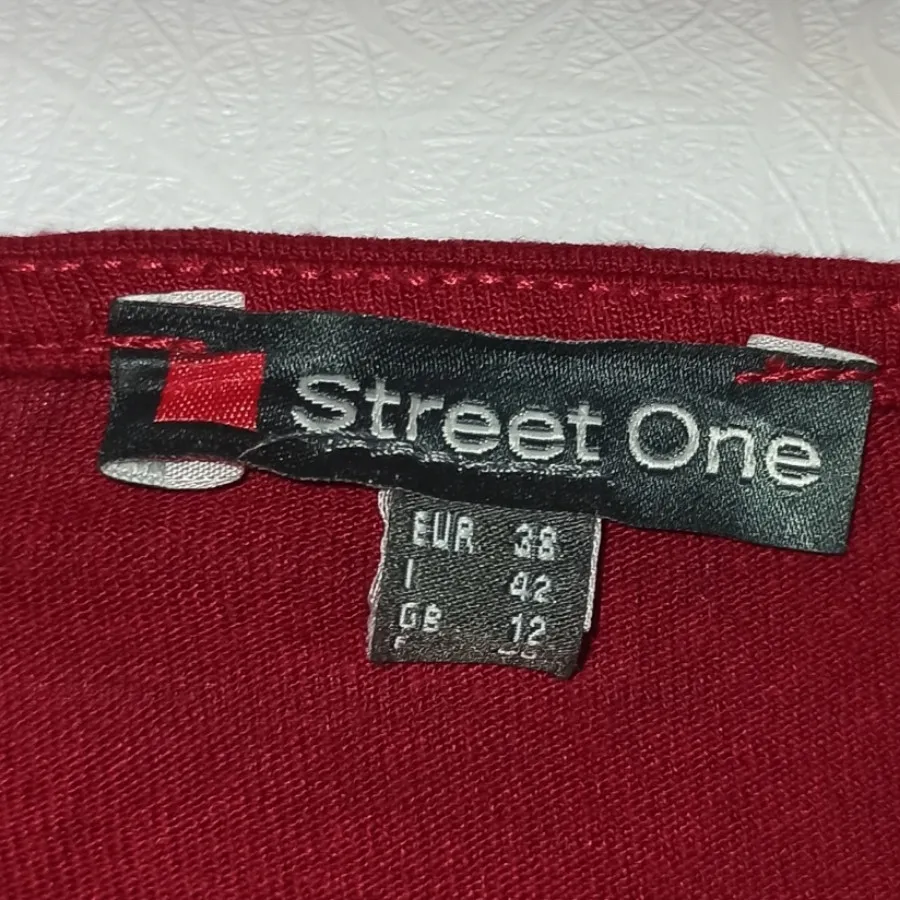 Street One
EUR 38
I 42
GB 12